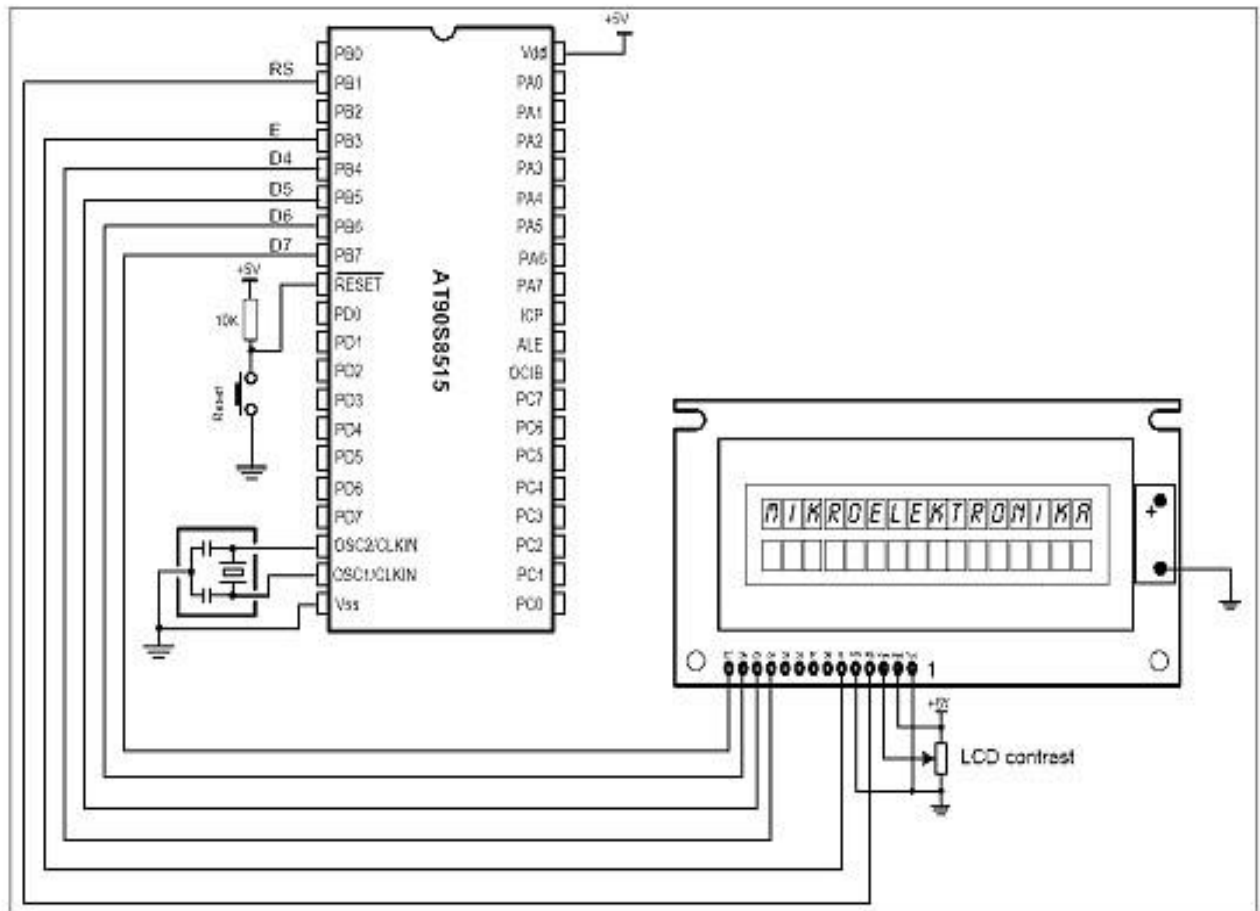 +5V
PB0
Vdd
RS
PB1
PA0
PB2
PA1
E
PB3
PA2
D4
PB4
PA3
D5
PB5
PA4
D6
PB6
PA5
D7
PB7
PA6
+5V
RESET
PA7
10K
PD0
ICP
PD1
ALE
PD2
OCIB
Reset
PD3
PC7
PD4
PC6
PD5
PC5
PD6
PC4
PD7
PC3
OSC2/CLKIN
PC2
OSC1/CLKIN
PC1
Vss
PC0
AT90S8515
MIKROELEKTRONIKA
+
1
+5V
LCD contrast